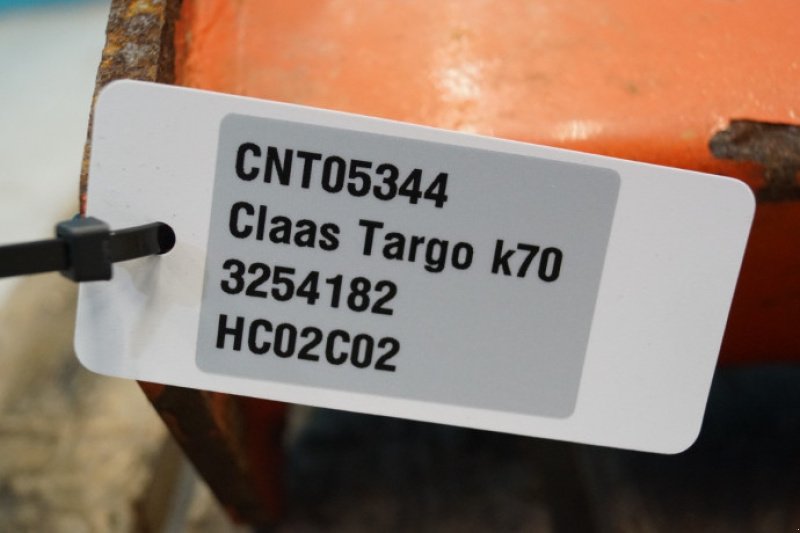 CNT05344
Claas Targo k70
3254182
HC02C02